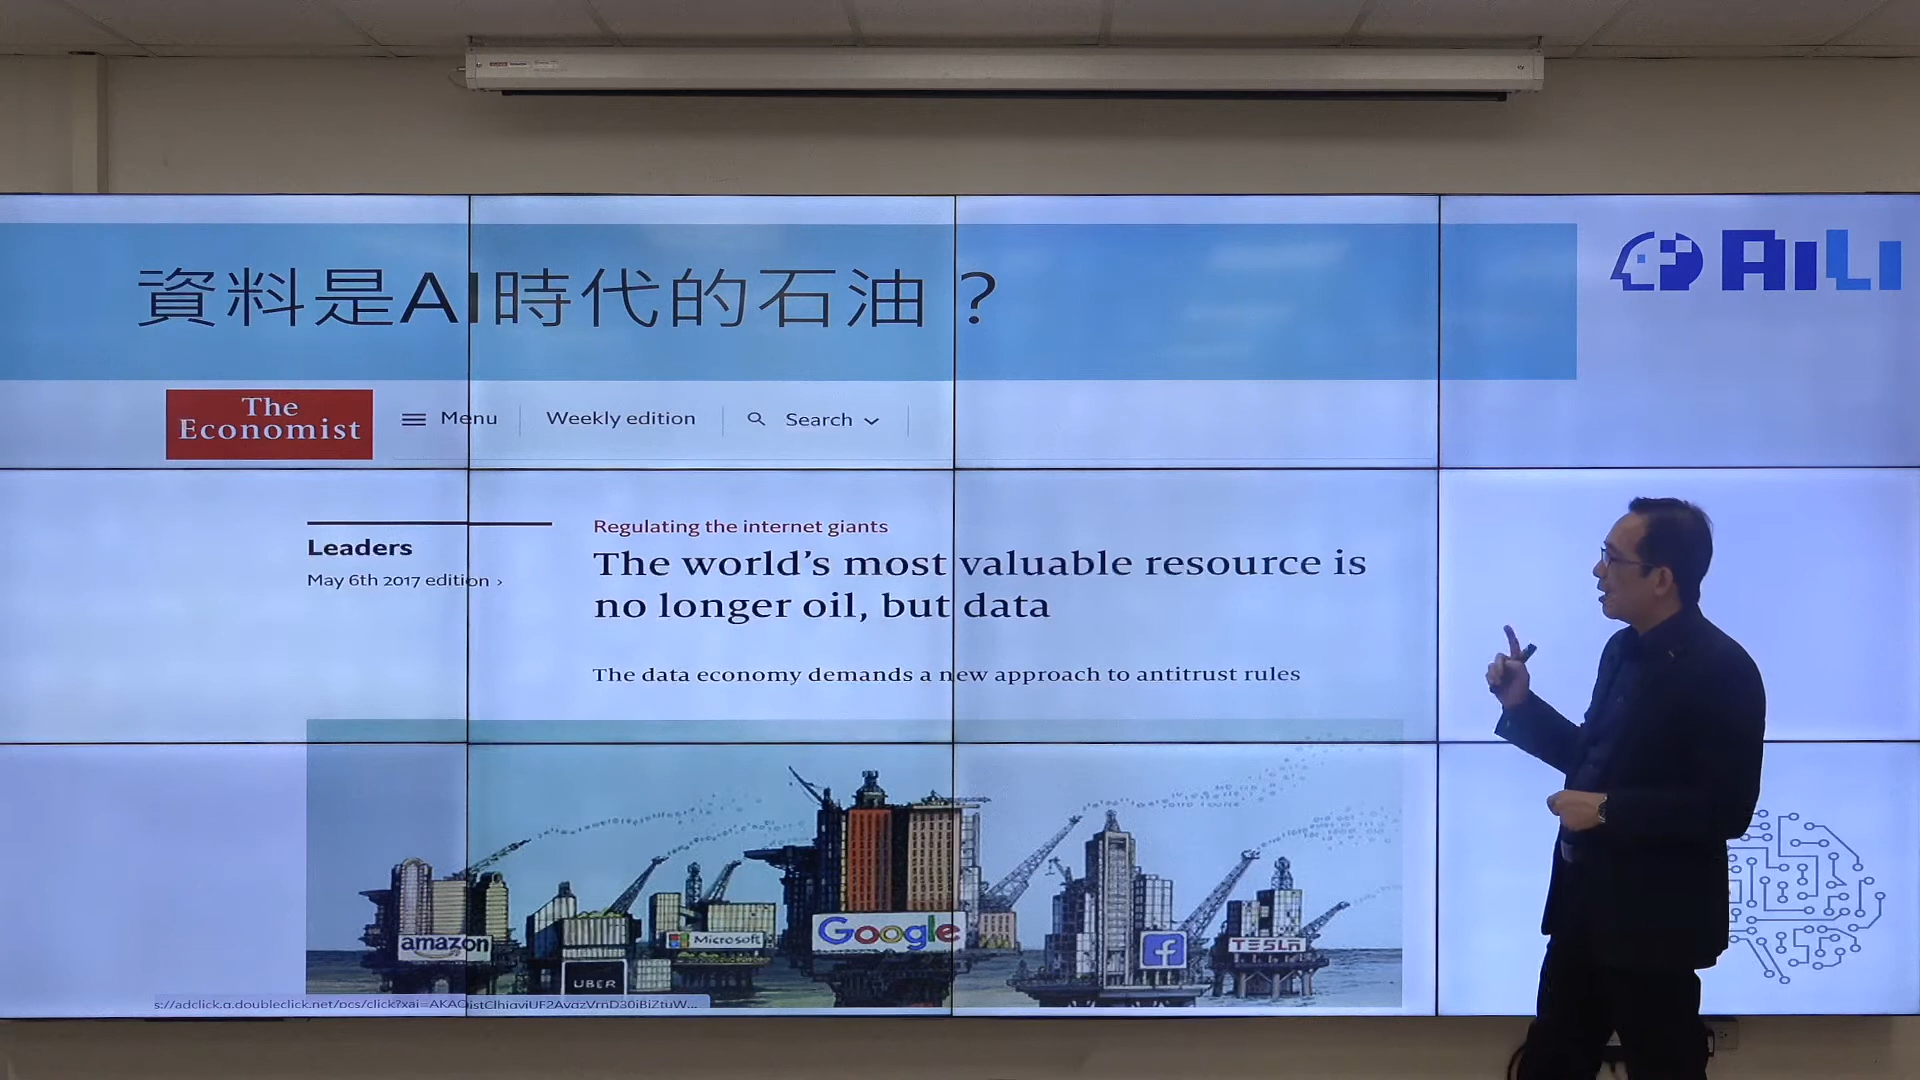 資料是AI時代的石油？
AILI
The
Economist
Menu
Weekly edition
Search
Leaders
May 6th 2017 edition ›
Regulating the internet giants
The world’s most valuable resource is
no longer oil, but data
The data economy demands a new approach to antitrust rules
amazon
UBER
Microsoft
Google
f
TESLA